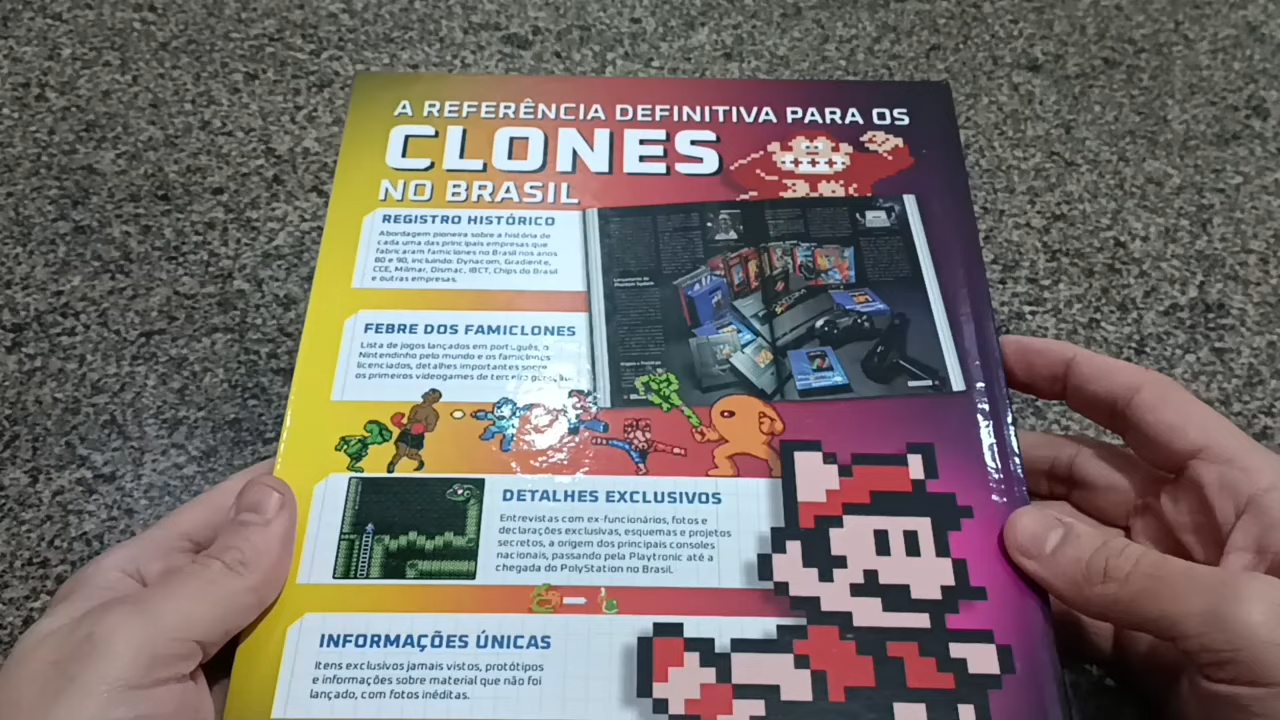 A REFERÊNCIA DEFINITIVA PARA OS
CLONES
NO BRASIL
REGISTRO HISTÓRICO
Abordagem pioneira sobre a história de
cada uma das principais empresas que
fabricaram famiclones no Brasil nos anos
80 e 90, incluindo: Dynacom, Gradiente,
CCE, Milmar, Dismac, IBCT, Chips do Brasil
e outras empresas.
FEBRE DOS FAMICLONES
Lista de jogos lançados em português, o
Nintendinho pelo mundo e os famiclones
licenciados, detalhes importantes sobre
os primeiros videogames de terceira geração.
DETALHES EXCLUSIVOS
Entrevistas com ex-funcionários, fotos e
declarações exclusivas, esquemas e projetos
secretos, a origem dos principais consoles
nacionais, passando pela Playtronic até a
chegada do PolyStation no Brasil.
INFORMAÇÕES ÚNICAS
Itens exclusivos jamais vistos, protótipos
e informações sobre material que não foi
lançado, com fotos inéditas.